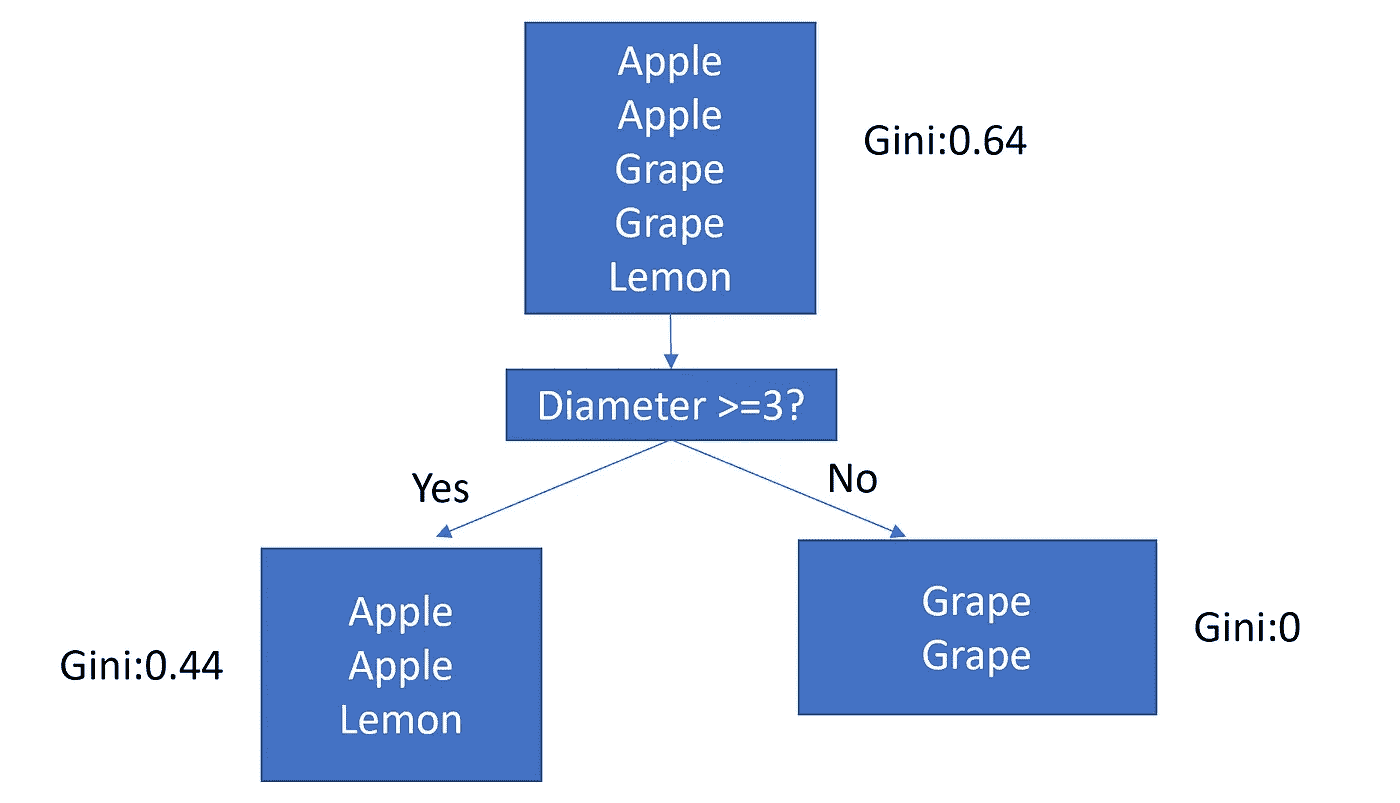 Apple
Apple
Grape
Grape
Lemon
Gini:0.64
Diameter >=3?
Yes
No
Gini:0.44
Apple
Apple
Lemon
Grape
Grape
Gini:0